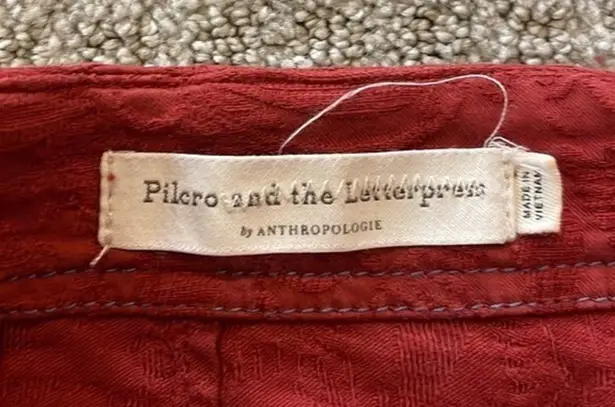 Pilcro and the Letterpress
by ANTHROPOLOGIE
MADE IN
VIETNAM